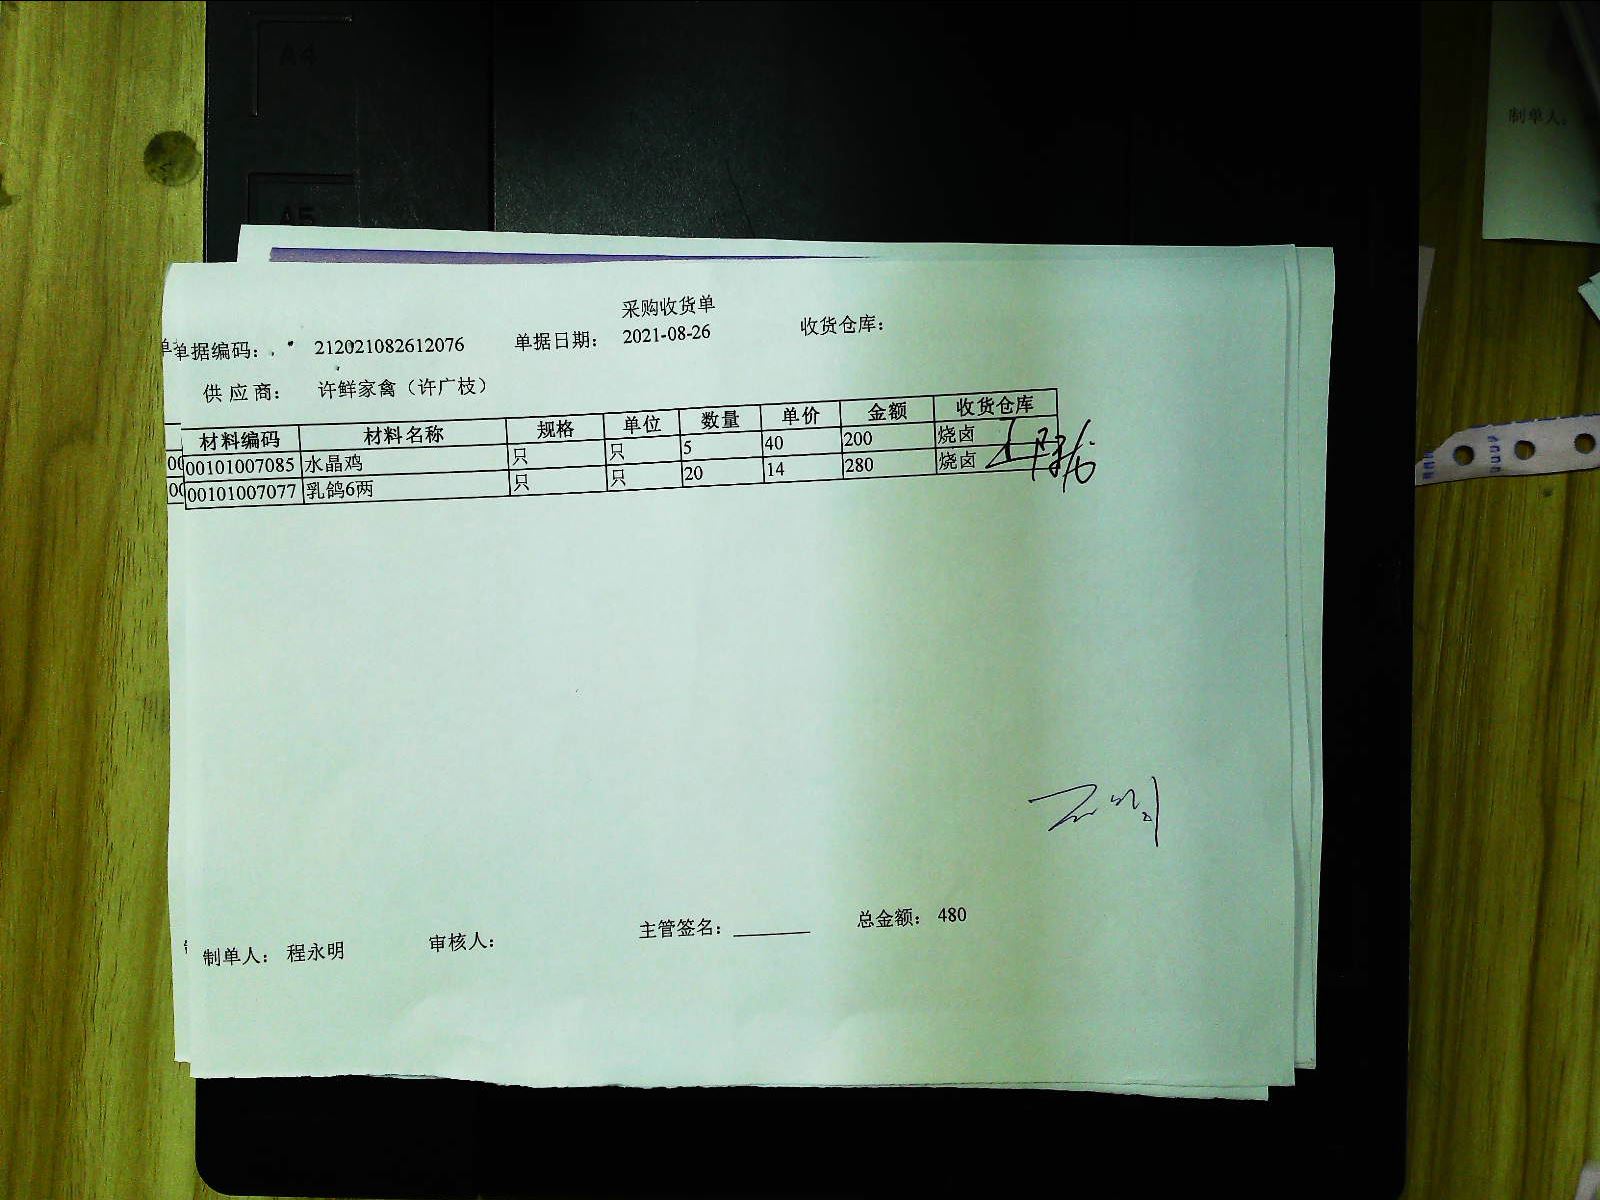 A4
A5
制单人:
采购收货单
单据编码: 212021082612076 单据日期: 2021-08-26 收货仓库:
供应商: 许鲜家禽（许广枝）
材料编码 材料名称 规格 单位 数量 单价 金额 收货仓库
00101007085 水晶鸡 只 只 5 40 200 烧卤
00101007077 乳鸽6两 只 只 20 14 280 烧卤
制单人: 程永明 审核人: 主管签名: 总金额: 480